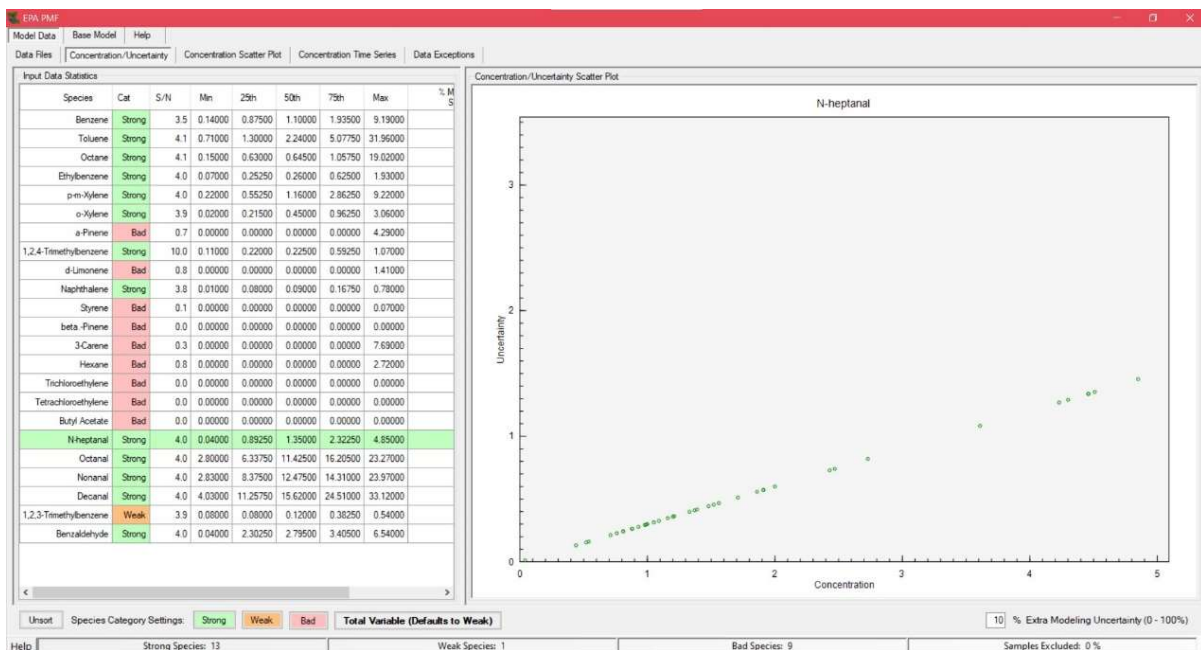 EPA PMF
Model Data Base Model Help
Data Files Concentration/Uncertainty Concentration Scatter Plot Concentration Time Series Data Exceptions
Input Data Statistics
Species Cat S/N Min 25th 50th 75th Max % M
S
Benzene Strong 3.5 0.14000 0.87500 1.10000 1.93500 9.19000
Toluene Strong 4.1 0.71000 1.30000 2.24000 5.07750 31.96000
Octane Strong 4.1 0.15000 0.63000 0.64500 1.05750 19.02000
Ethylbenzene Strong 4.0 0.07000 0.25250 0.26000 0.62500 1.93000
p-m-Xylene Strong 4.0 0.22000 0.55250 1.16000 2.86250 9.22000
o-Xylene Strong 3.9 0.02000 0.21500 0.45000 0.96250 3.06000
a-Pinene Bad 0.7 0.00000 0.00000 0.00000 0.00000 4.29000
1,2,4-Trimethylbenzene Strong 10.0 0.11000 0.22000 0.22500 0.59250 1.07000
d-Limonene Bad 0.8 0.00000 0.00000 0.00000 0.00000 1.41000
Naphthalene Strong 3.8 0.01000 0.08000 0.09000 0.16750 0.78000
Styrene Bad 0.1 0.00000 0.00000 0.00000 0.00000 0.07000
beta.-Pinene Bad 0.0 0.00000 0.00000 0.00000 0.00000 0.00000
3-Carene Bad 0.3 0.00000 0.00000 0.00000 0.00000 7.69000
Hexane Bad 0.8 0.00000 0.00000 0.00000 0.00000 2.72000
Trichloroethylene Bad 0.0 0.00000 0.00000 0.00000 0.00000 0.00000
Tetrachloroethylene Bad 0.0 0.00000 0.00000 0.00000 0.00000 0.00000
Butyl Acetate Bad 0.0 0.00000 0.00000 0.00000 0.00000 0.00000
N-heptanal Strong 4.0 0.04000 0.89250 1.35000 2.32250 4.85000
Octanal Strong 4.0 2.80000 6.33750 11.42500 16.20500 23.27000
Nonanal Strong 4.0 2.83000 8.37500 12.47500 14.31000 23.97000
Decanal Strong 4.0 4.03000 11.25750 15.62000 24.51000 33.12000
1,2,3-Trimethylbenzene Weak 3.9 0.08000 0.08000 0.12000 0.38250 0.54000
Benzaldehyde Strong 4.0 0.04000 2.30250 2.79500 3.40500 6.54000
Concentration/Uncertainty Scatter Plot
N-heptanal
3
2
1
0
Uncertainty
0 1 2 3 4 5
Concentration
Unsort Species Category Settings: Strong Weak Bad Total Variable (Defaults to Weak) 10 % Extra Modeling Uncertainty (0 - 100%)
Help Strong Species: 13 Weak Species: 1 Bad Species: 9 Samples Excluded: 0 %